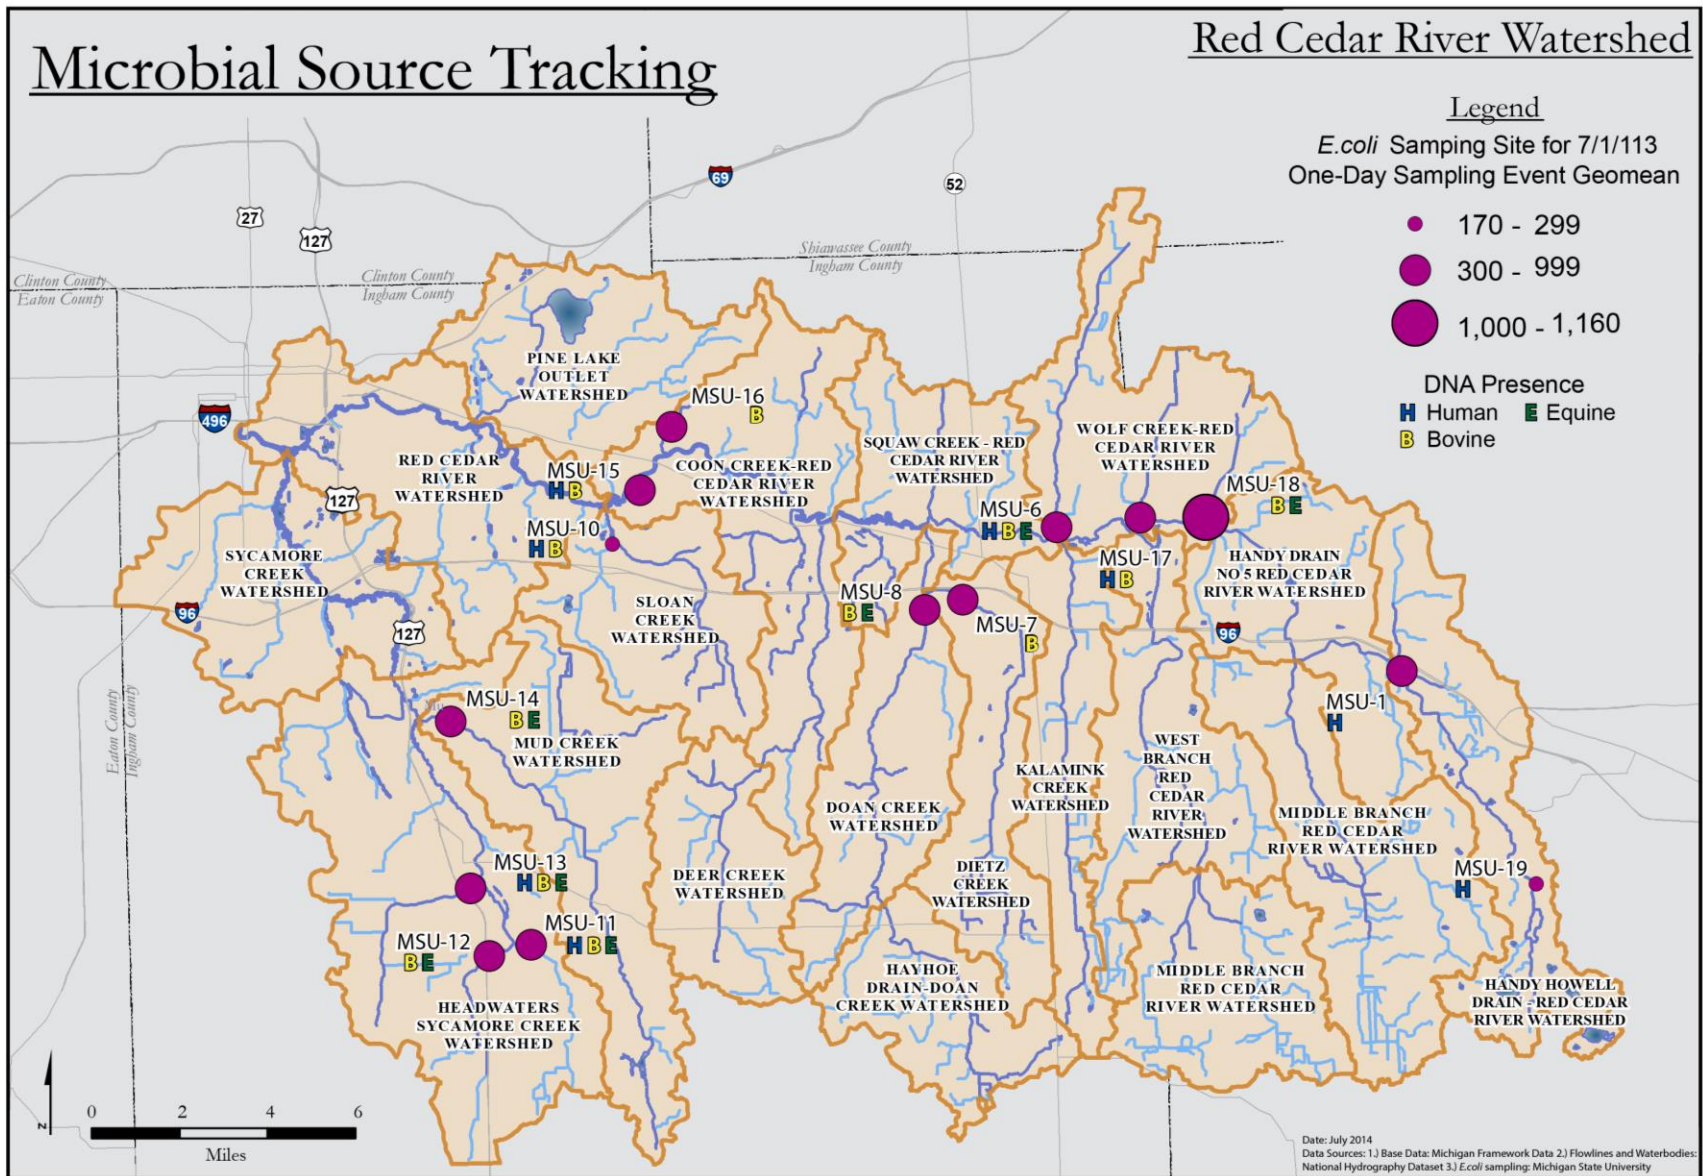 Microbial Source Tracking
Red Cedar River Watershed
Legend
E.coli Samping Site for 7/1/113
One-Day Sampling Event Geomean
170 - 299
300 - 999
1,000 - 1,160
DNA Presence
H Human E Equine
B Bovine
69
52
27
127
Shiawassee County
Ingham County
Clinton County
Eaton County
Clinton County
Ingham County
PINE LAKE
OUTLET
WATERSHED
MSU-16
B
496
RED CEDAR
RIVER
WATERSHED
MSU-15
H B
COON CREEK-RED
CEDAR RIVER
WATERSHED
SQUAW CREEK - RED
CEDAR RIVER
WATERSHED
WOLF CREEK-RED
CEDAR RIVER
WATERSHED
MSU-18
B E
127
MSU-10
H B
MSU-6
H B E
MSU-17
H B
HANDY DRAIN
NO 5 RED CEDAR
RIVER WATERSHED
SYCAMORE
CREEK
WATERSHED
96
127
SLOAN
CREEK
WATERSHED
MSU-8
B E
MSU-7
B
96
MSU-14
B E
MUD CREEK
WATERSHED
MSU-1
H
Eaton County
Ingham County
KALAMINK
CREEK
WATERSHED
WEST
BRANCH
RED
CEDAR
RIVER
WATERSHED
DOAN CREEK
WATERSHED
MIDDLE BRANCH
RED CEDAR
RIVER WATERSHED
MSU-13
H B E
DEER CREEK
WATERSHED
DIETZ
CREEK
WATERSHED
MSU-19
H
MSU-12
B E
MSU-11
H B E
HEADWATERS
SYCAMORE CREEK
WATERSHED
HAYHOE
DRAIN-DOAN
CREEK WATERSHED
MIDDLE BRANCH
RED CEDAR
RIVER WATERSHED
HANDY HOWELL
DRAIN - RED CEDAR
RIVER WATERSHED
N
0 2 4 6
Miles
Date: July 2014
Data Sources: 1.) Base Data: Michigan Framework Data 2.) Flowlines and Waterbodies:
National Hydrography Dataset 3.) E.coli sampling: Michigan State University